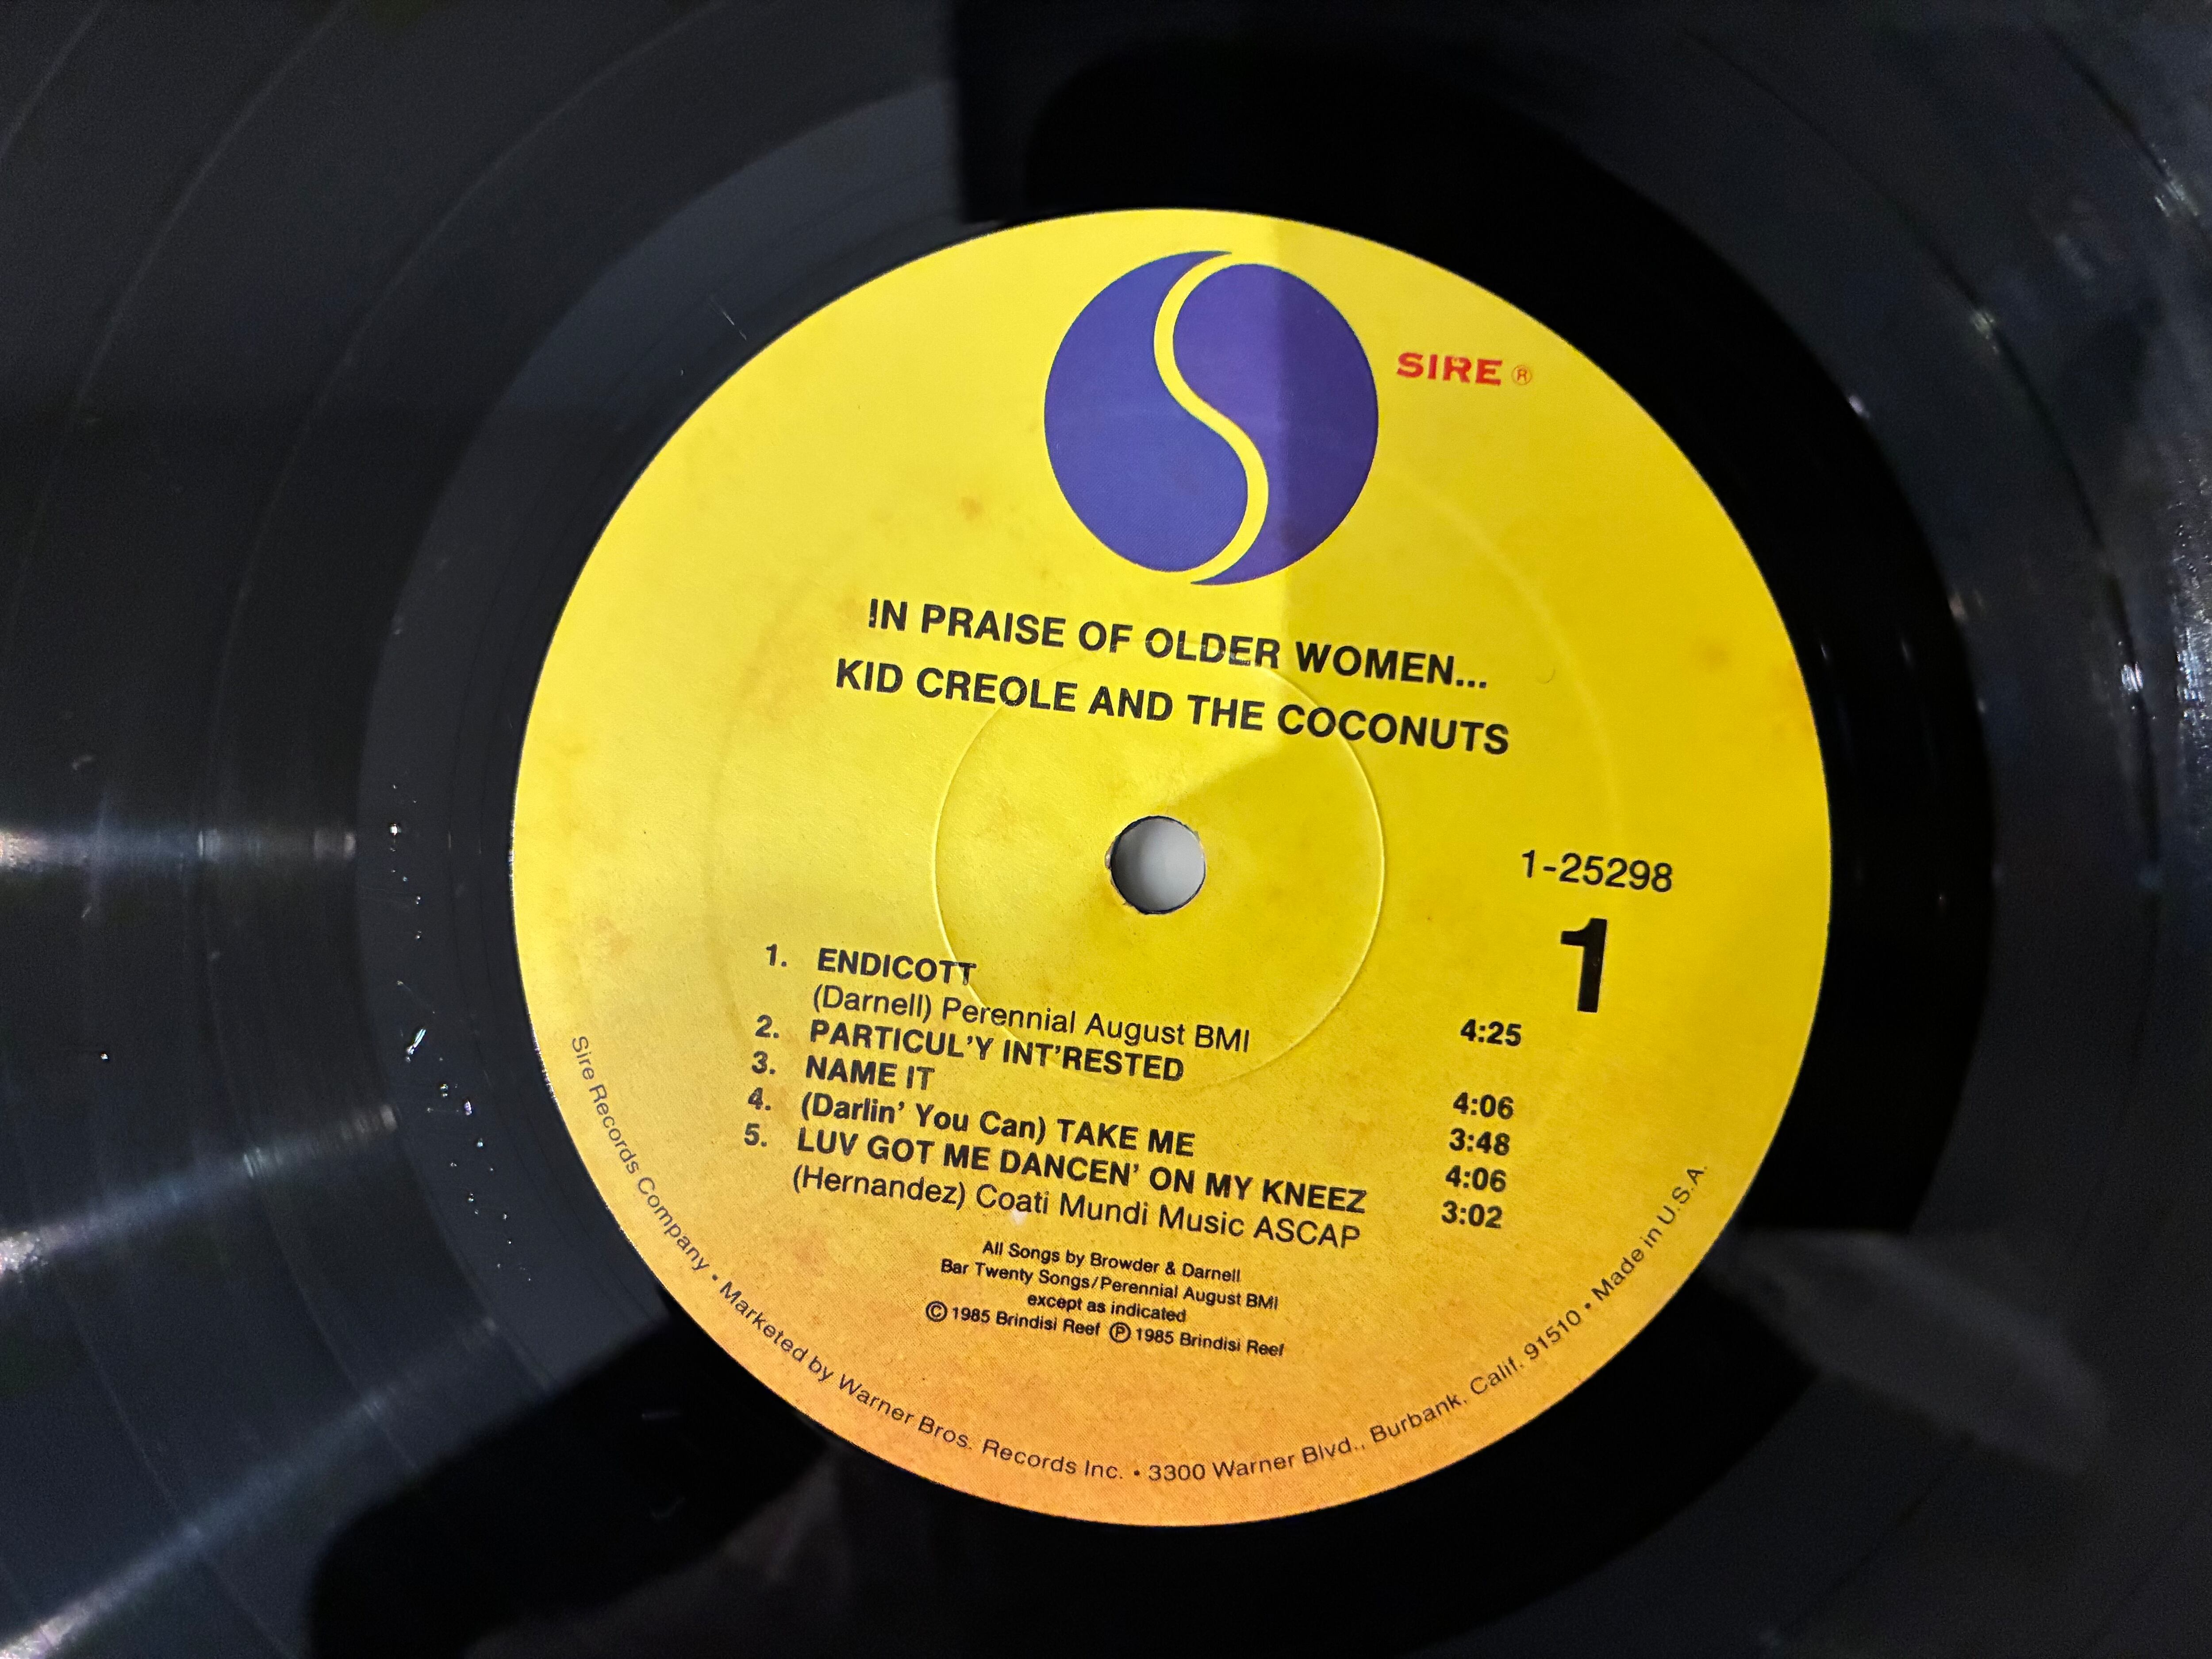 SIRE ®
IN PRAISE OF OLDER WOMEN...
KID CREOLE AND THE COCONUTS
1-25298
1
1. ENDICOTT
(Darnell) Perennial August BMI 4:25
2. PARTICUL'Y INT'RESTED 4:06
3. NAME IT 3:48
4. (Darlin' You Can) TAKE ME 4:06
5. LUV GOT ME DANCEN' ON MY KNEEZ 3:02
(Hernandez) Coati Mundi Music ASCAP
All Songs by Browder & Darnell
Bar Twenty Songs/Perennial August BMI
except as indicated
© 1985 Brindisi Reef ℗ 1985 Brindisi Reef
Sire Records Company • Marketed by Warner Bros. Records Inc. • 3300 Warner Blvd., Burbank, Calif. 91510 • Made in U.S.A.